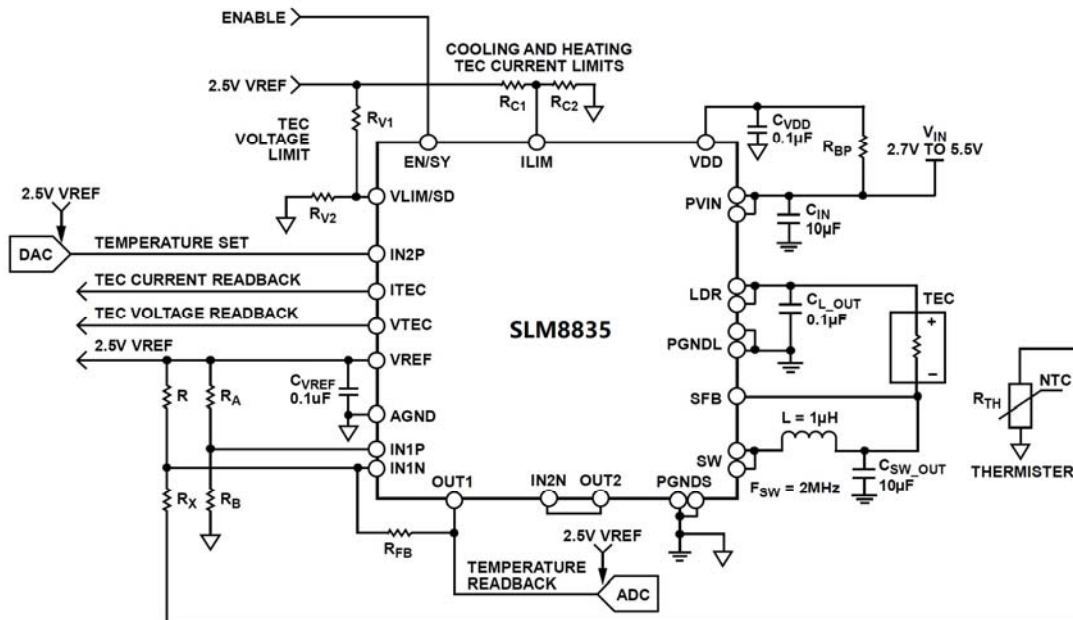 ENABLE
COOLING AND HEATING
TEC CURRENT LIMITS
2.5V VREF
RC1
RC2
RV1
TEC
VOLTAGE
LIMIT
CVDD
0.1µF
RBP
VIN
2.7V TO 5.5V
EN/SY
ILIM
VDD
VLIM/SD
RV2
PVIN
CIN
10µF
2.5V VREF
DAC
TEMPERATURE SET
IN2P
TEC CURRENT READBACK
ITEC
LDR
CL_OUT
0.1µF
TEC
+
−
TEC VOLTAGE READBACK
VTEC
SLM8835
PGNDL
2.5V VREF
VREF
R
RA
CVREF
0.1uF
SFB
RTH
NTC
AGND
L = 1µH
IN1P
SW
THERMISTER
IN1N
CSW_OUT
10µF
OUT1
IN2N
OUT2
PGNDS
FSW = 2MHz
RX
RB
RFB
2.5V VREF
TEMPERATURE
READBACK
ADC